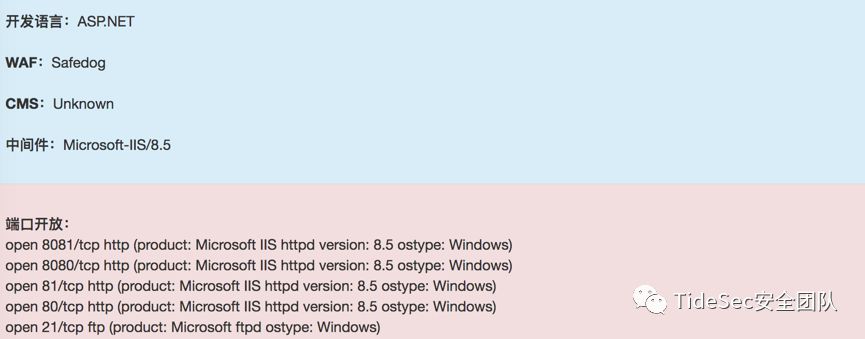 开发语言：ASP.NET
WAF：Safedog
CMS：Unknown
中间件：Microsoft-IIS/8.5
端口开放：
open 8081/tcp http (product: Microsoft IIS httpd version: 8.5 ostype: Windows)
open 8080/tcp http (product: Microsoft IIS httpd version: 8.5 ostype: Windows)
open 81/tcp http (product: Microsoft IIS httpd version: 8.5 ostype: Windows)
open 80/tcp http (product: Microsoft IIS httpd version: 8.5 ostype: Windows)
open 21/tcp ftp (product: Microsoft ftpd ostype: Windows)
TideSec安全团队